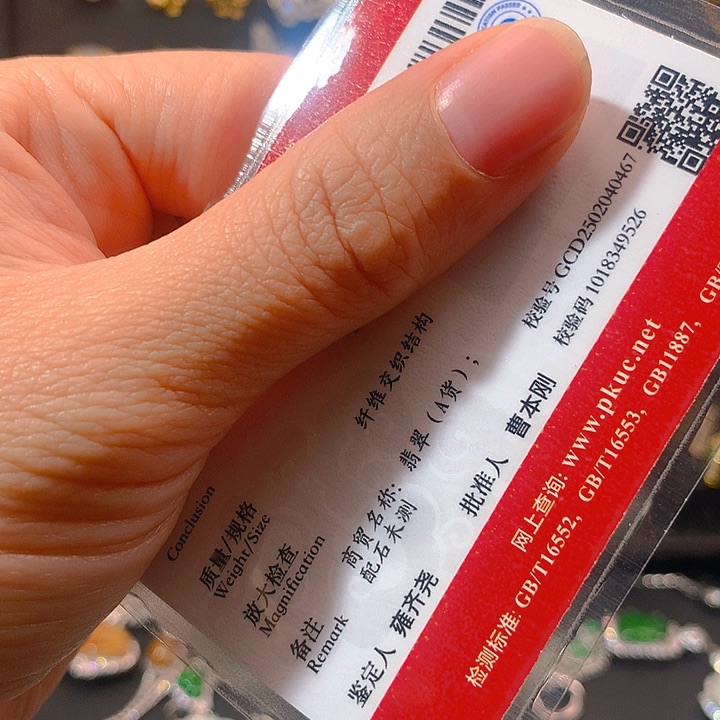 CATION PASSED
校验号 GCD2502040467
校验码 1018349526
Conclusion
质量/规格
Weight/Size
放大检查 纤维交织结构
Magnification
备注 商贸名称: 翡翠（A货）;
Remark 配石未测
鉴定人 雍齐尧 批准人 曹本刚
网上查询: www.pkuc.net
检测标准: GB/T16552, GB/T16553, GB11887, GB/